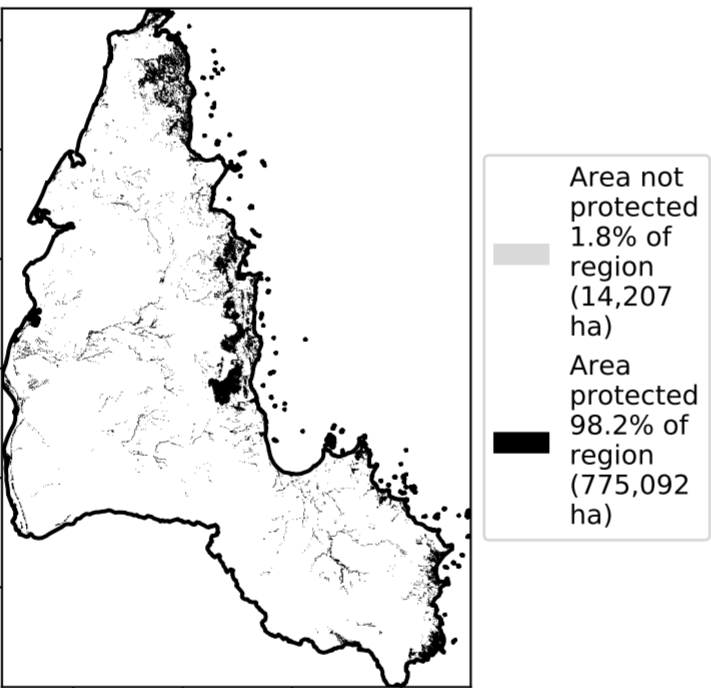 Area not
protected
1.8% of
region
(14,207
ha)
Area
protected
98.2% of
region
(775,092
ha)